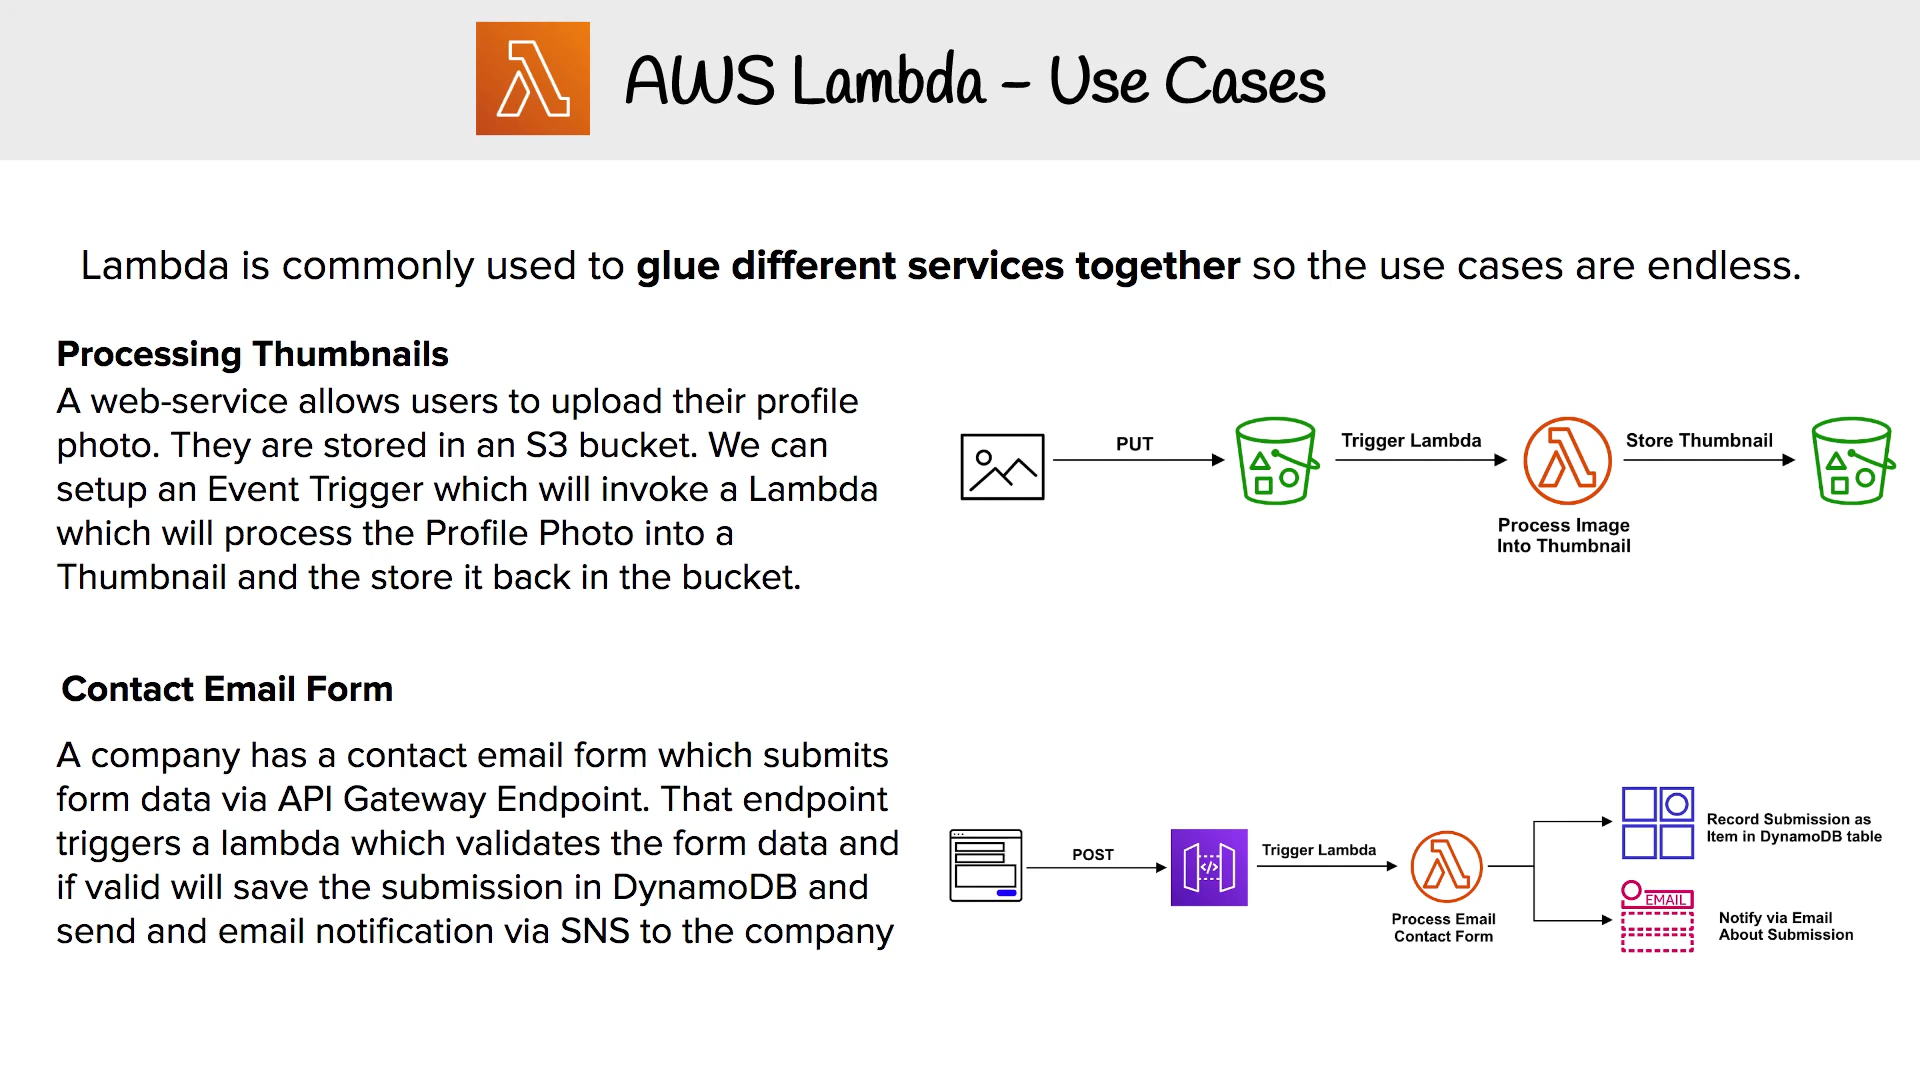 AWS Lambda – Use Cases
Lambda is commonly used to glue different services together so the use cases are endless.
Processing Thumbnails
A web-service allows users to upload their profile
photo. They are stored in an S3 bucket. We can
setup an Event Trigger which will invoke a Lambda
which will process the Profile Photo into a
Thumbnail and the store it back in the bucket.
PUT
Trigger Lambda
Store Thumbnail
Process Image
Into Thumbnail
Contact Email Form
A company has a contact email form which submits
form data via API Gateway Endpoint. That endpoint
triggers a lambda which validates the form data and
if valid will save the submission in DynamoDB and
send and email notification via SNS to the company
POST
</>
Trigger Lambda
Process Email
Contact Form
Record Submission as
Item in DynamoDB table
EMAIL
Notify via Email
About Submission